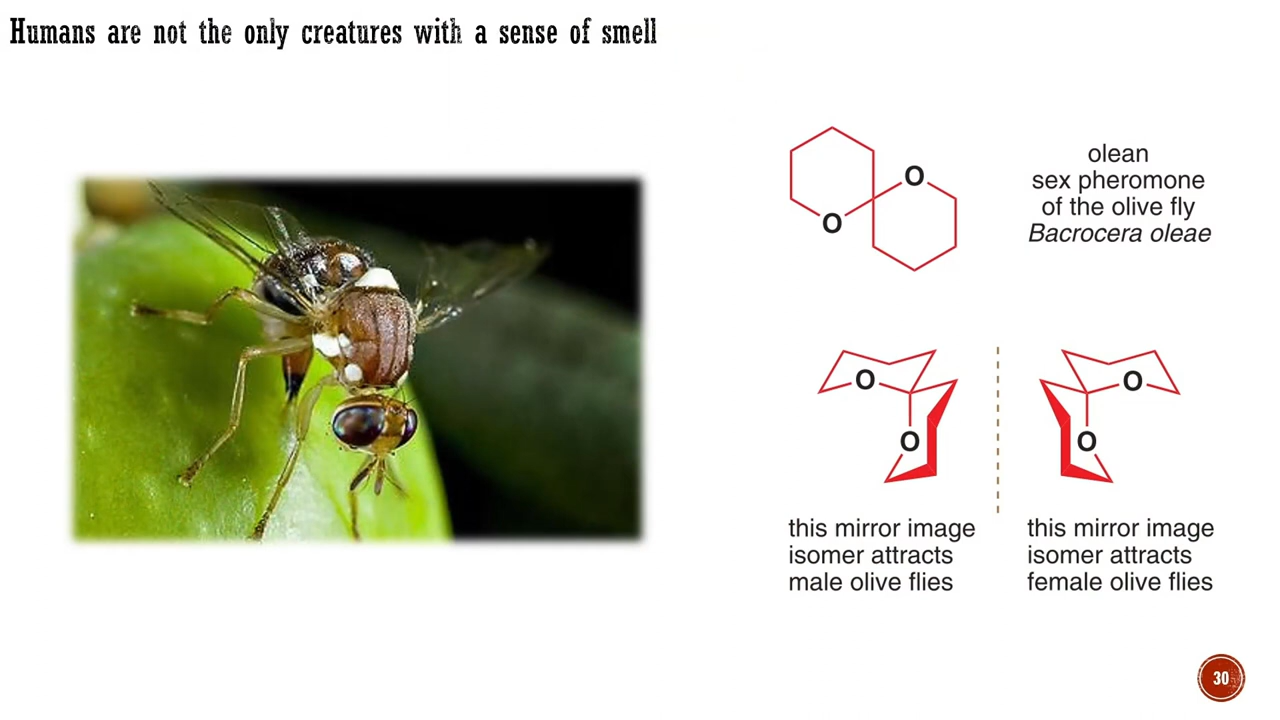 Humans are not the only creatures with a sense of smell
O
O
olean
sex pheromone
of the olive fly
Bacrocera oleae
O
O
O
O
this mirror image
isomer attracts
male olive flies
this mirror image
isomer attracts
female olive flies
30